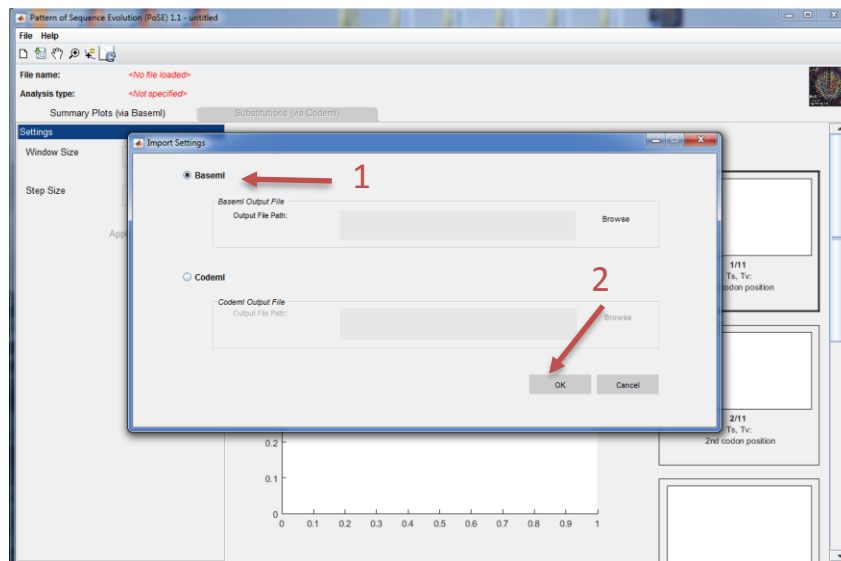 Pattern of Sequence Evolution (PoSE) 1.1 - untitled
File Help
File name: <No file loaded>
Analysis type: <Not specified>
Summary Plots (via Baseml) Substitutions (via Codeml)
Settings
Window Size
Step Size
Import Settings
Baseml
1
Baseml Output File
Output File Path: Browse
Codeml
2
Codeml Output File
Output File Path: Browse
OK Cancel
1/11
Ts, Tv:
codon position
2/11
Ts, Tv:
2nd codon position
0.2
0.1
0
0 0.1 0.2 0.3 0.4 0.5 0.6 0.7 0.8 0.9 1